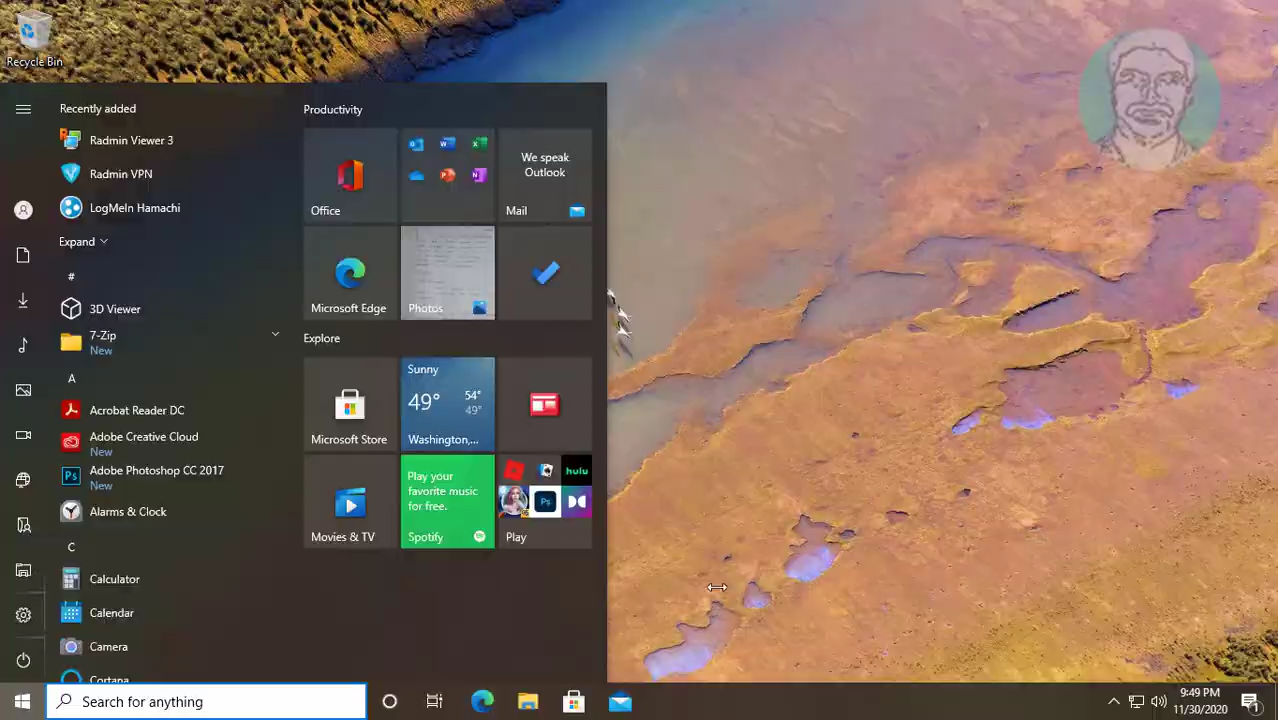 Recycle Bin
Recently added
Radmin Viewer 3
Radmin VPN
LogMeIn Hamachi
Expand
#
3D Viewer
7-Zip
New
A
Acrobat Reader DC
Adobe Creative Cloud
New
Adobe Photoshop CC 2017
New
Alarms & Clock
C
Calculator
Calendar
Camera
Cortana
Productivity
Office
We speak
Outlook
Mail
Microsoft Edge
Photos
Explore
Microsoft Store
Sunny
49° 54°
49°
Washington,...
Movies & TV
Play your
favorite music
for free.
Spotify
hulu
Ps
Play
Search for anything
9:49 PM
11/30/2020
1